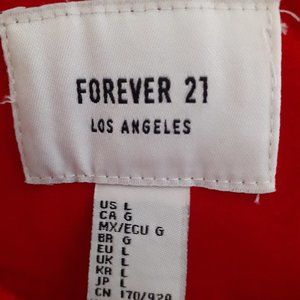 FOREVER 21
LOS ANGELES
US L
CA G
MX/ECU G
BR G
EU L
UK L
KR L
JP L
CN 170/92A